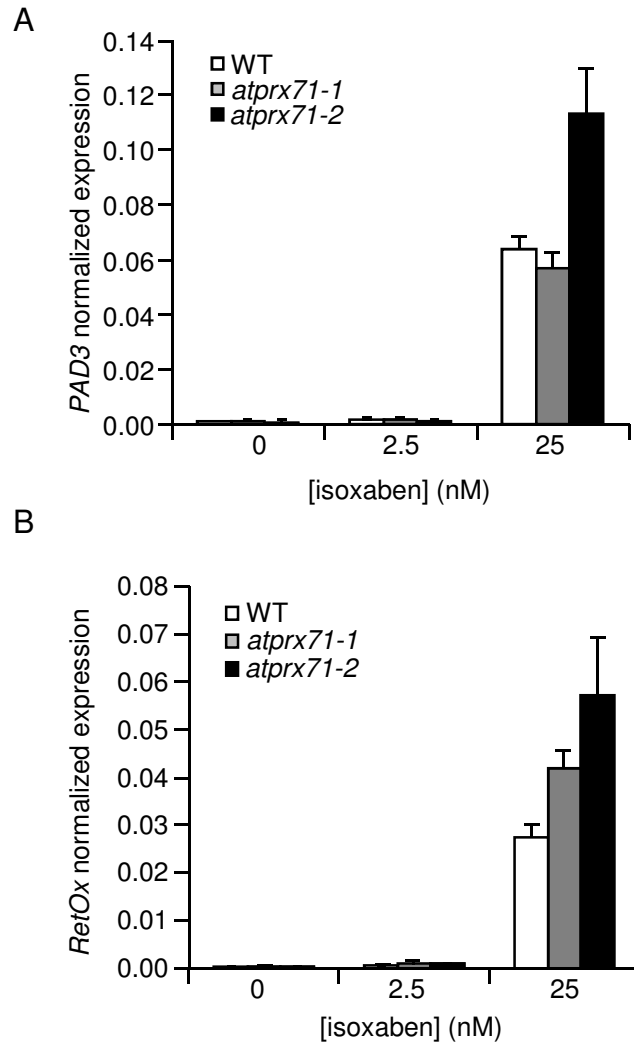 A
PAD3 normalized expression
0.14
0.12
0.10
0.08
0.06
0.04
0.02
0.00
WT
atprx71-1
atprx71-2
0 2.5 25
[isoxaben] (nM)
B
RetOx normalized expression
0.08
0.07
0.06
0.05
0.04
0.03
0.02
0.01
0.00
WT
atprx71-1
atprx71-2
0 2.5 25
[isoxaben] (nM)